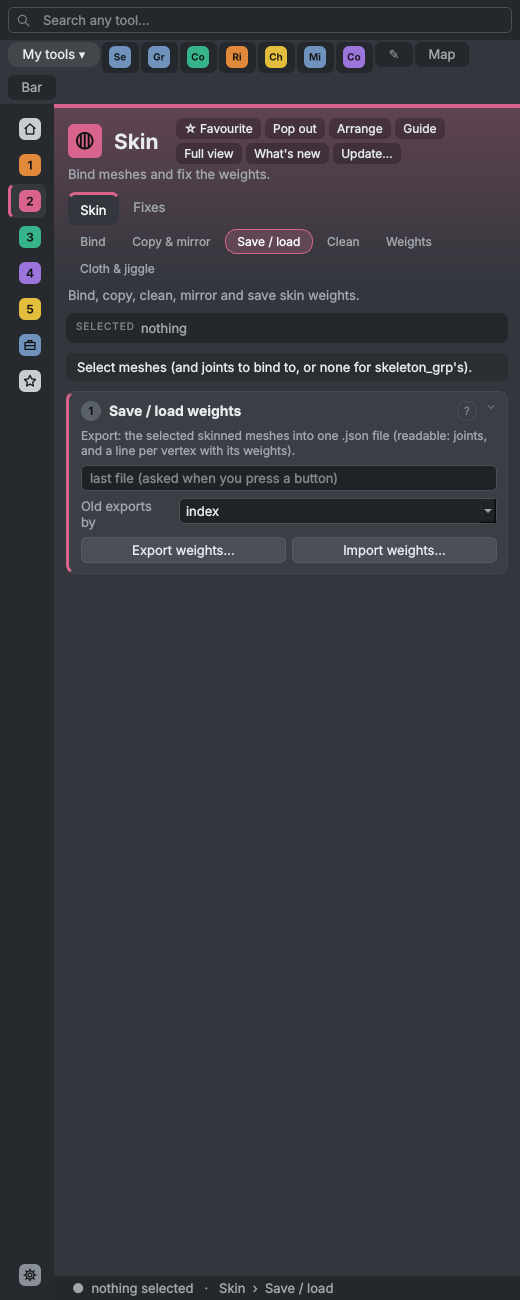 Search any tool...
My tools ▾ Se Gr Co Ri Ch Mi Co ✎ Map
Bar
Skin
☆ Favourite Pop out Arrange Guide
Full view What's new Update...
Bind meshes and fix the weights.
Skin Fixes
Bind Copy & mirror Save / load Clean Weights
Cloth & jiggle
Bind, copy, clean, mirror and save skin weights.
SELECTED nothing
Select meshes (and joints to bind to, or none for skeleton_grp's).
1 Save / load weights ?
Export: the selected skinned meshes into one .json file (readable: joints,
and a line per vertex with its weights).
last file (asked when you press a button)
Old exports
by
index
Export weights... Import weights...
1
2
3
4
5
nothing selected · Skin › Save / load